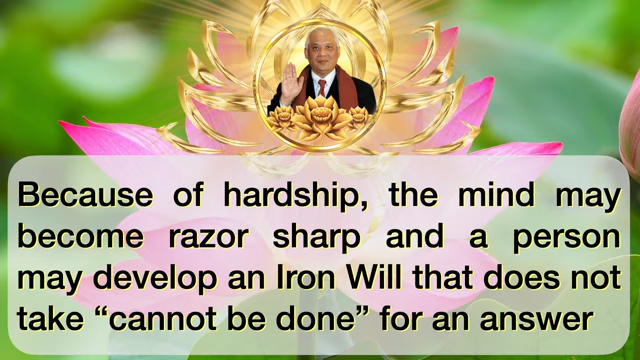 Because of hardship, the mind may
become razor sharp and a person
may develop an Iron Will that does not
take “cannot be done” for an answer